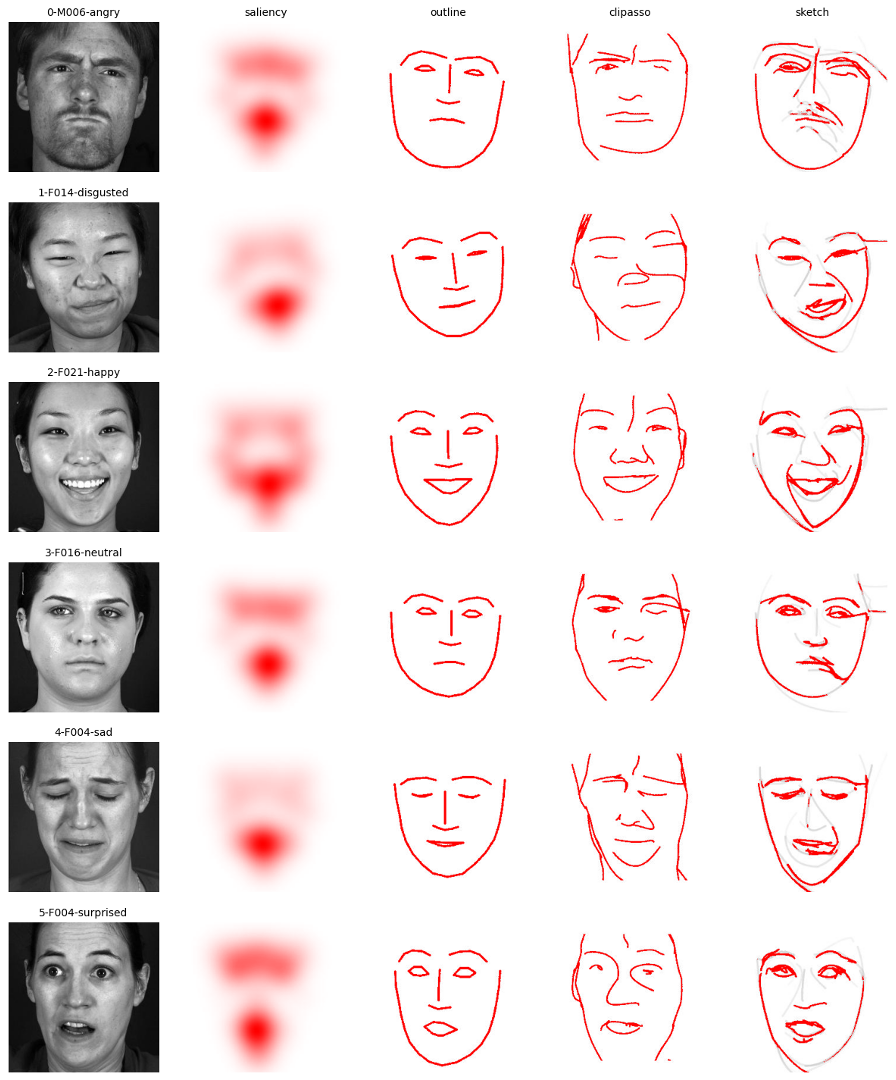 0-M006-angry saliency outline clipasso sketch
1-F014-disgusted
2-F021-happy
3-F016-neutral
4-F004-sad
5-F004-surprised